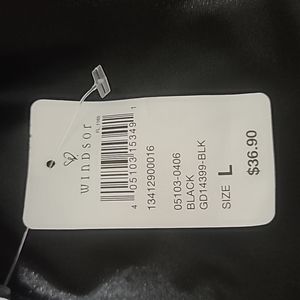 WINDSOR
4 05103 15349 1
13412900016
05103-0406
BLACK
GD14399-BLK
SIZE L
$36.90